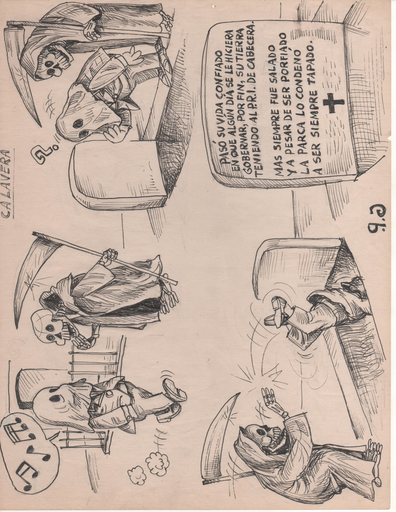 CALAVERA
?
PASÓ SU VIDA CONFIADO
EN QUE ALGÚN DÍA SE LE HICIERA
GOBERNAR, POR FIN, SU TIERRA
TENIENDO AL P.R.I. DE CABECERA.
MAS SIEMPRE FUE SALADO
Y A PESAR DE SER PORFIADO
LA PARCA LO CONDENO
A SER SIEMPRE TAPADO.